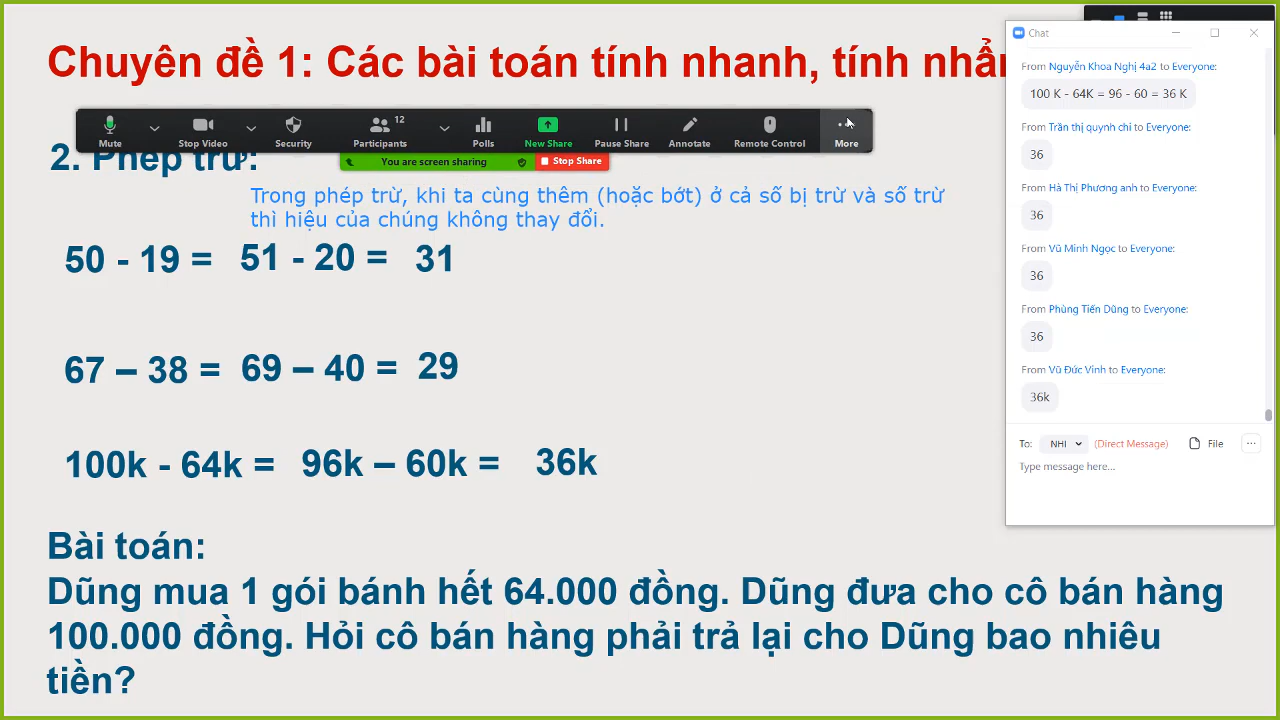 Chuyên đề 1: Các bài toán tính nhanh, tính nhẩm
Mute
Stop Video
Security
Participants
12
Polls
New Share
Pause Share
Annotate
Remote Control
More
You are screen sharing
Stop Share
2. Phép trừ:
Trong phép trừ, khi ta cùng thêm (hoặc bớt) ở cả số bị trừ và số trừ
thì hiệu của chúng không thay đổi.
50 - 19 = 51 - 20 = 31
67 – 38 = 69 – 40 = 29
100k - 64k = 96k – 60k = 36k
Bài toán:
Dũng mua 1 gói bánh hết 64.000 đồng. Dũng đưa cho cô bán hàng
100.000 đồng. Hỏi cô bán hàng phải trả lại cho Dũng bao nhiêu
tiền?
Chat
From Nguyễn Khoa Nghị 4a2 to Everyone:
100 K - 64K = 96 - 60 = 36 K
From Trần thị quynh chi to Everyone:
36
From Hà Thị Phương anh to Everyone:
36
From Vũ Minh Ngọc to Everyone:
36
From Phùng Tiến Dũng to Everyone:
36
From Vũ Đức Vinh to Everyone:
36k
To: NHI (Direct Message) File
Type message here...